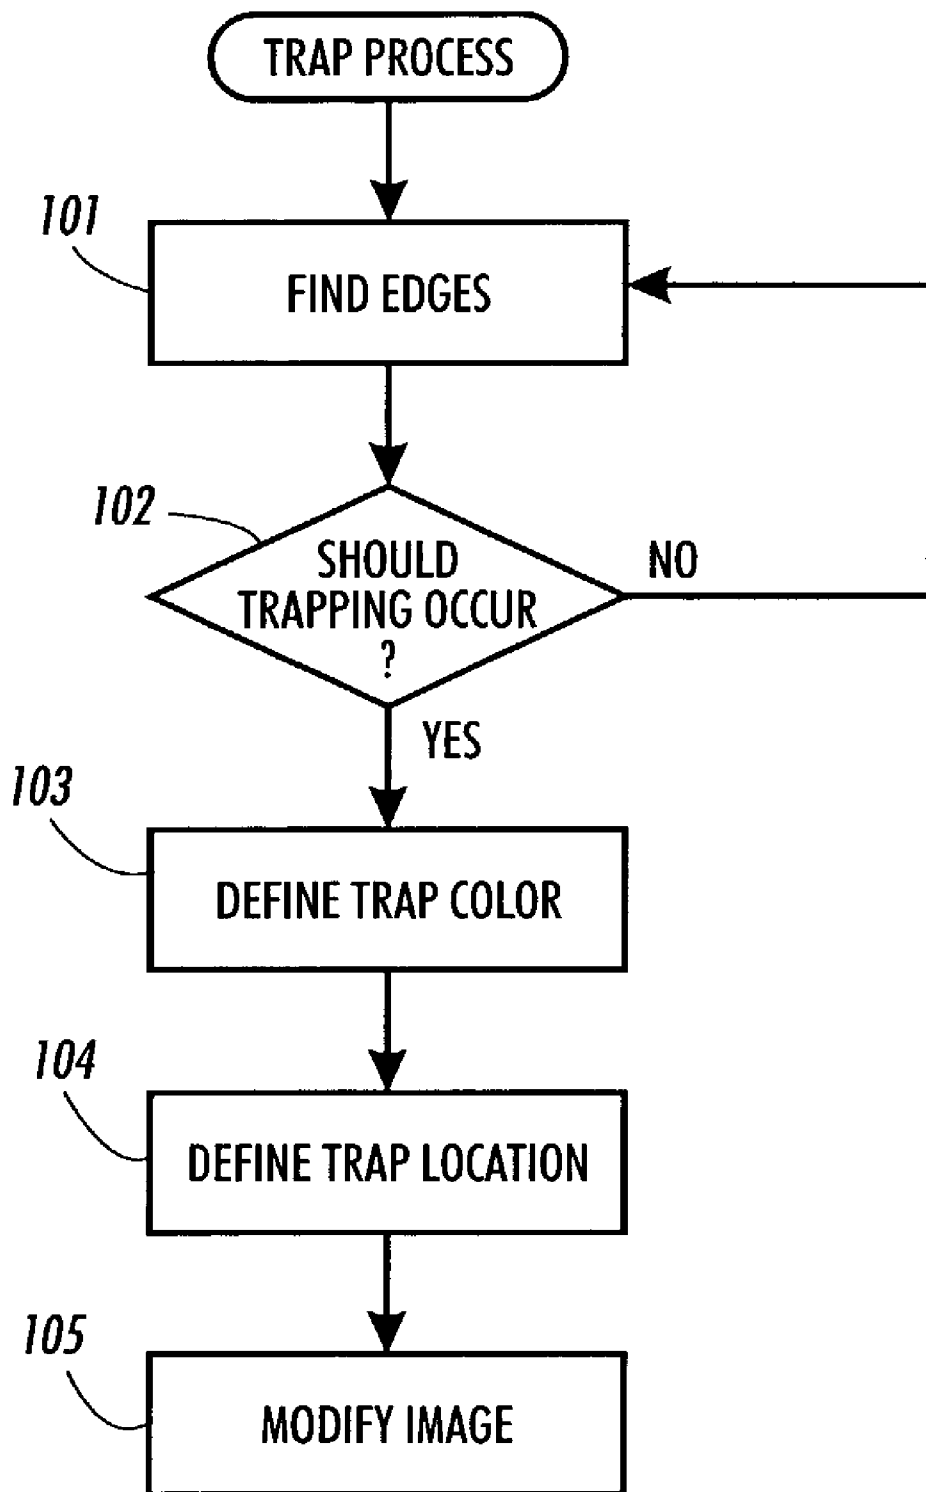 TRAP PROCESS
101
FIND EDGES
102
SHOULD
TRAPPING OCCUR
?
NO
YES
103
DEFINE TRAP COLOR
104
DEFINE TRAP LOCATION
105
MODIFY IMAGE